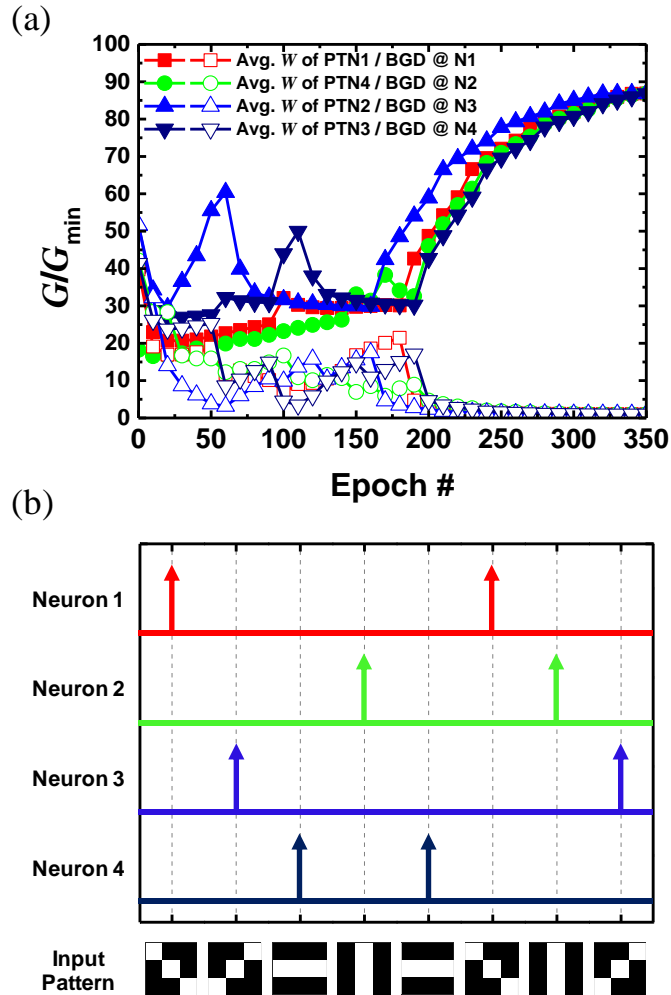 (a)
100
90
80
70
60
50
40
30
20
10
0
G/Gmin
Avg. W of PTN1 / BGD @ N1
Avg. W of PTN4 / BGD @ N2
Avg. W of PTN2 / BGD @ N3
Avg. W of PTN3 / BGD @ N4
0 50 100 150 200 250 300 350
Epoch #
(b)
Neuron 1
Neuron 2
Neuron 3
Neuron 4
Input
Pattern